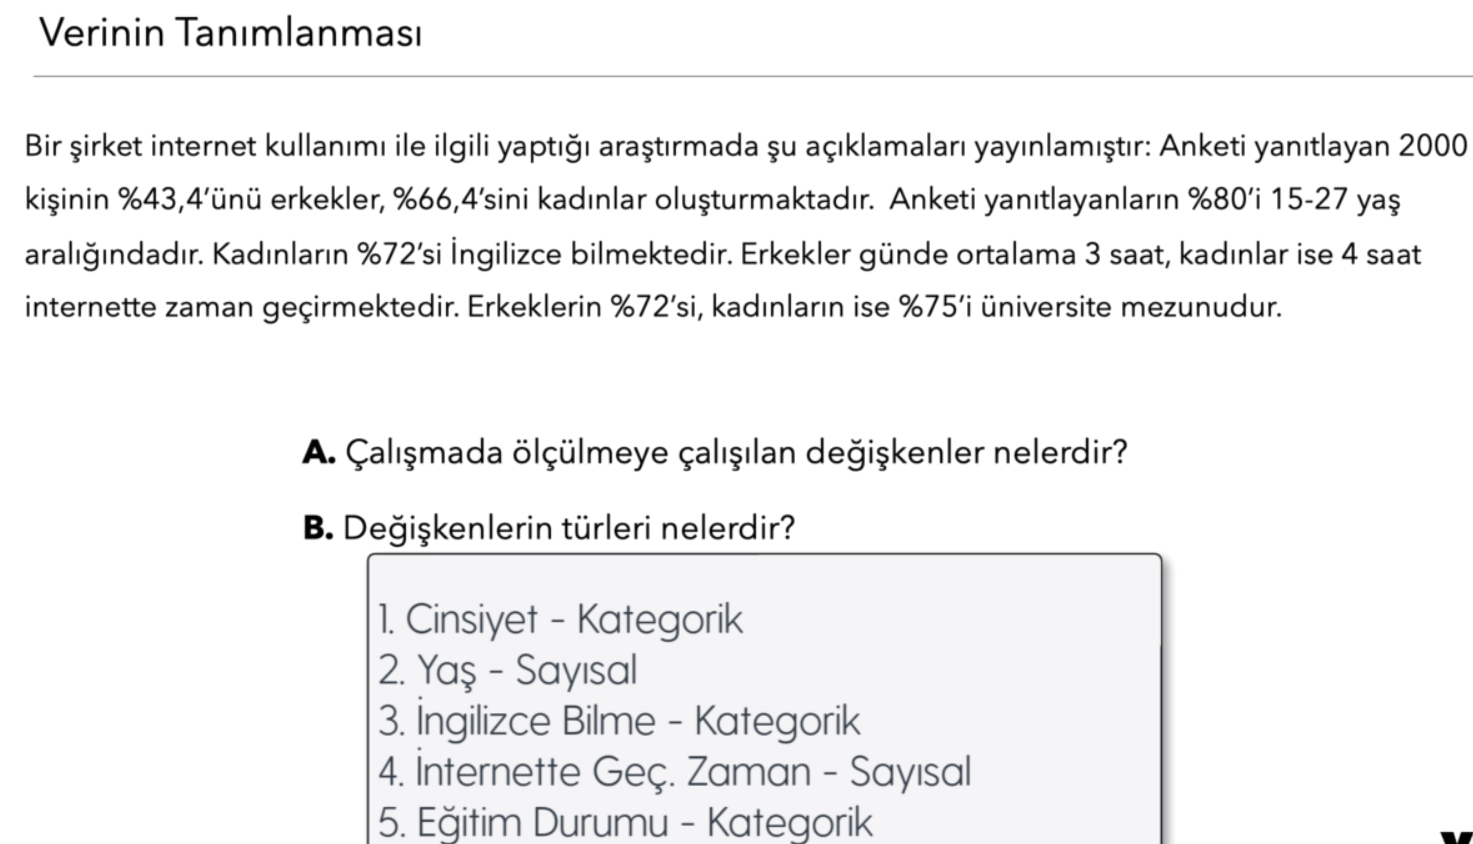 Verinin Tanımlanması
Bir şirket internet kullanımı ile ilgili yaptığı araştırmada şu açıklamaları yayınlamıştır: Anketi yanıtlayan 2000
kişinin %43,4'ünü erkekler, %66,4'sini kadınlar oluşturmaktadır. Anketi yanıtlayanların %80'i 15-27 yaş
aralığındadır. Kadınların %72'si İngilizce bilmektedir. Erkekler günde ortalama 3 saat, kadınlar ise 4 saat
internette zaman geçirmektedir. Erkeklerin %72'si, kadınların ise %75'i üniversite mezunudur.
A. Çalışmada ölçülmeye çalışılan değişkenler nelerdir?
B. Değişkenlerin türleri nelerdir?
1. Cinsiyet - Kategorik
2. Yaş - Sayısal
3. İngilizce Bilme - Kategorik
4. İnternette Geç. Zaman - Sayısal
5. Eğitim Durumu - Kategorik